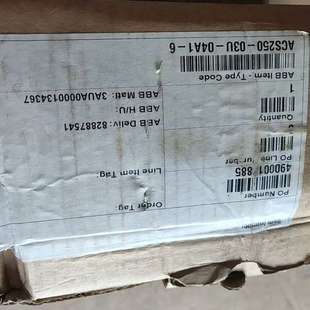 PO Number
Order Tag:
490001 885
PO Line Number
Line Item Tag:
Quantity
1
ABB Deliv: 82887541
ABB H/U:
ABB Mat: 3AUA0000134367
ABB Item - Type Code
ACS250-03U-04A1-6